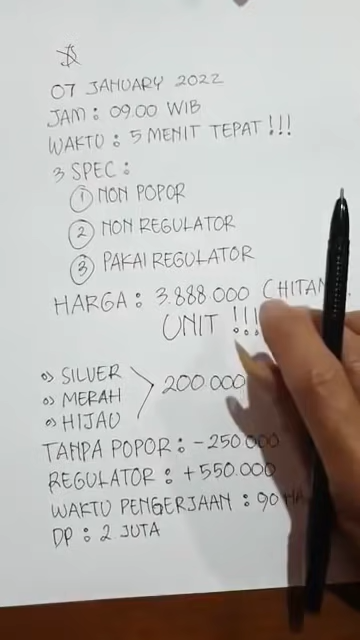 07 JANUARY 2022
JAM : 09.00 WIB
WAKTU : 5 MENIT TEPAT !!!
3 SPEC :
1 NON POPOR
2 NON REGULATOR
3 PAKAI REGULATOR
HARGA : 3.888.000
UNIT !!!
SILVER
MERAH 200.000
HIJAU
TANPA POPOR : -250.000
REGULATOR : +550.000
WAKTU PENGERJAAN : 90
DP : 2 JUTA